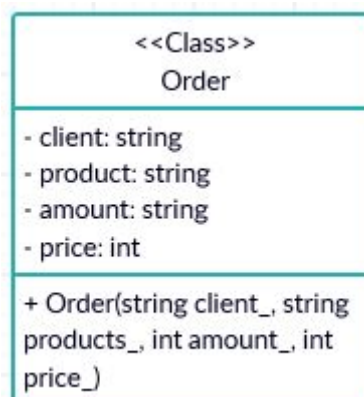 <<Class>>
Order
- client: string
- product: string
- amount: string
- price: int
+ Order(string client_, string
products_, int amount_, int
price_)